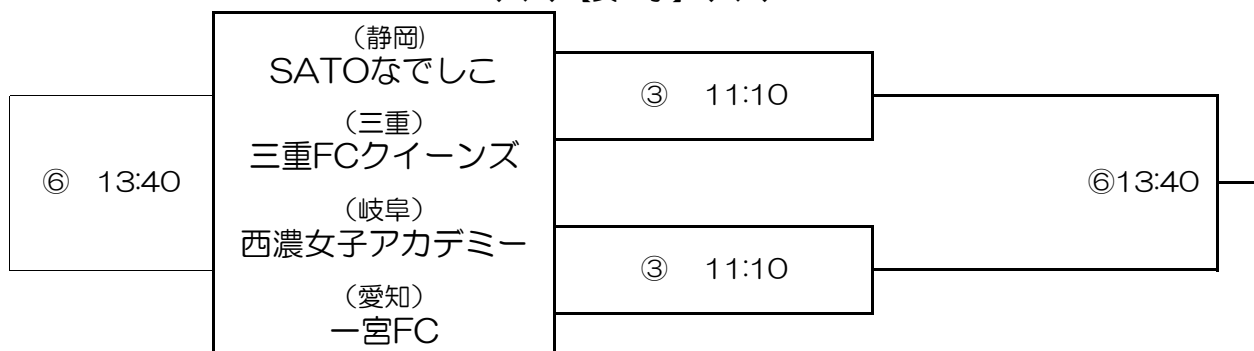 （静岡）
SATOなでしこ
③ 11:10
（三重）
三重FCクイーンズ
⑥ 13:40
⑥13:40
（岐阜）
西濃女子アカデミー
③ 11:10
（愛知）
一宮FC